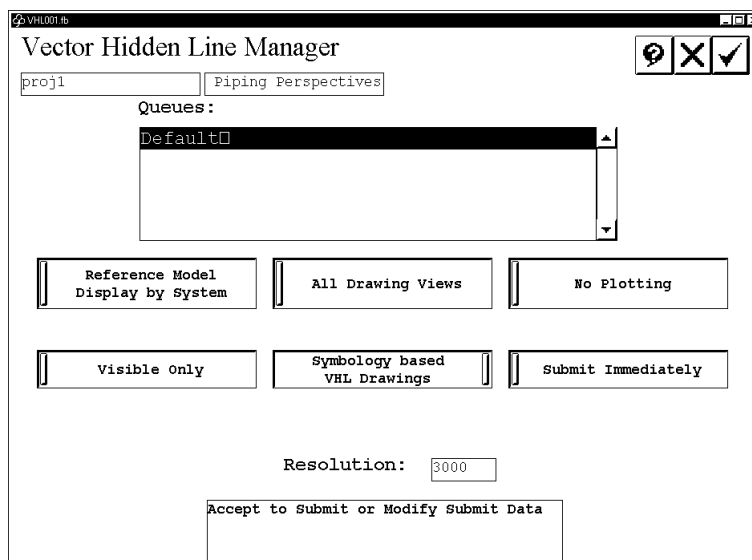 VHL001.fb
Vector Hidden Line Manager
proj1 Piping Perspectives
Queues:
Default
Reference Model
Display by System
All Drawing Views
No Plotting
Visible Only
Symbology based
VHL Drawings
Submit Immediately
Resolution: 3000
Accept to Submit or Modify Submit Data